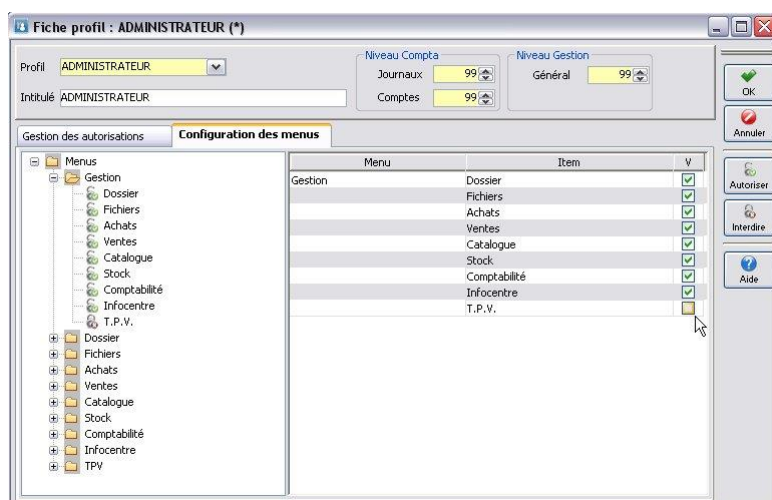 Fiche profil : ADMINISTRATEUR (*)
Profil ADMINISTRATEUR
Intitulé ADMINISTRATEUR
Niveau Compta
Journaux 99
Comptes 99
Niveau Gestion
Général 99
OK
Annuler
Autoriser
Interdire
Aide
Gestion des autorisations
Configuration des menus
Menus
Gestion
Dossier
Fichiers
Achats
Ventes
Catalogue
Stock
Comptabilité
Infocentre
T.P.V.
Dossier
Fichiers
Achats
Ventes
Catalogue
Stock
Comptabilité
Infocentre
TPV
Menu Item V
Gestion Dossier
Fichiers
Achats
Ventes
Catalogue
Stock
Comptabilité
Infocentre
T.P.V.